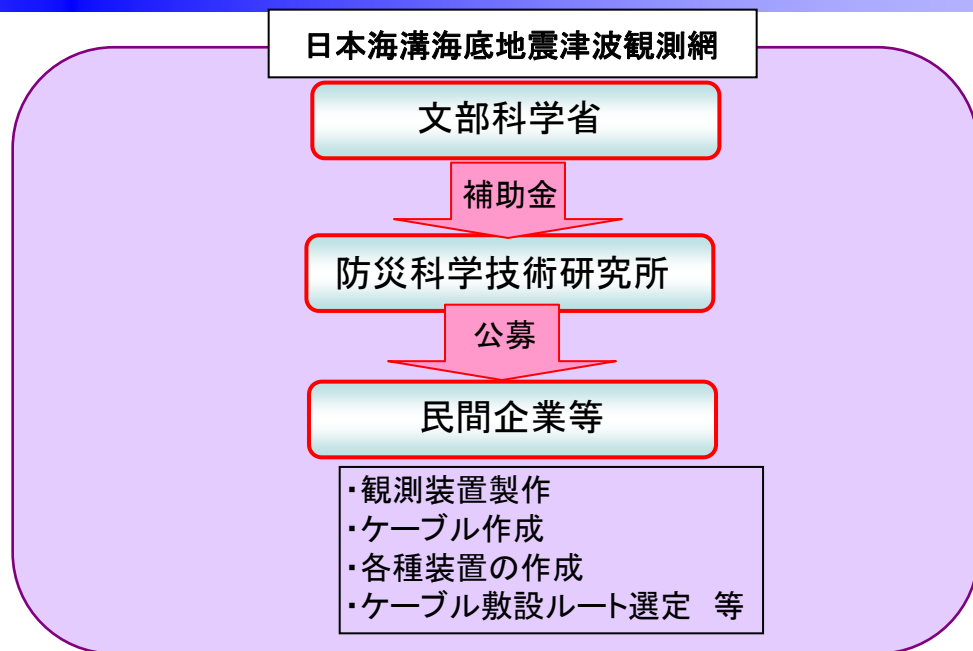 日本海溝海底地震津波観測網
文部科学省
補助金
防災科学技術研究所
公募
民間企業等
・観測装置製作
・ケーブル作成
・各種装置の作成
・ケーブル敷設ルート選定　等